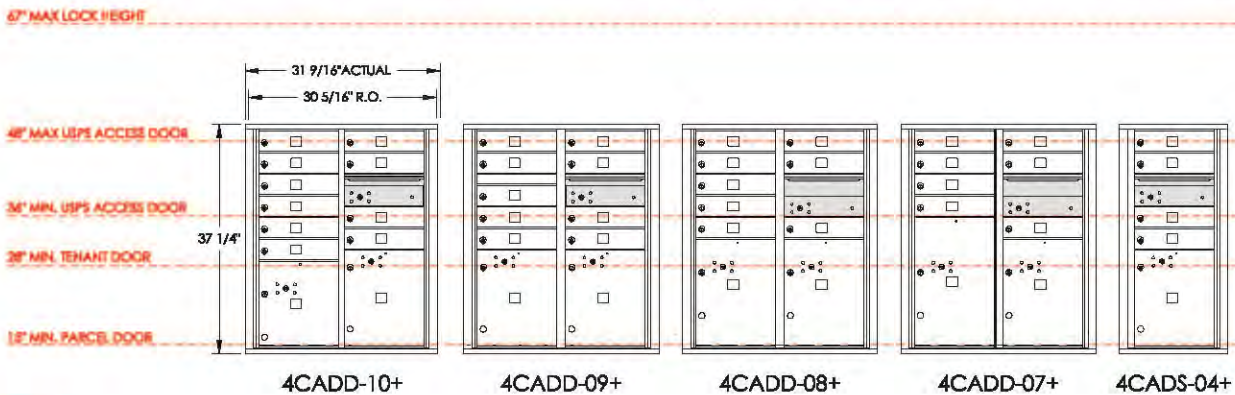 67" MAX LOCK HEIGHT
31 9/16" ACTUAL
30 5/16" R.O.
48" MAX USPS ACCESS DOOR
36" MIN. USPS ACCESS DOOR
37 1/4"
28" MIN. TENANT DOOR
15" MIN. PARCEL DOOR
4CADD-10+ 4CADD-09+ 4CADD-08+ 4CADD-07+ 4CADS-04+